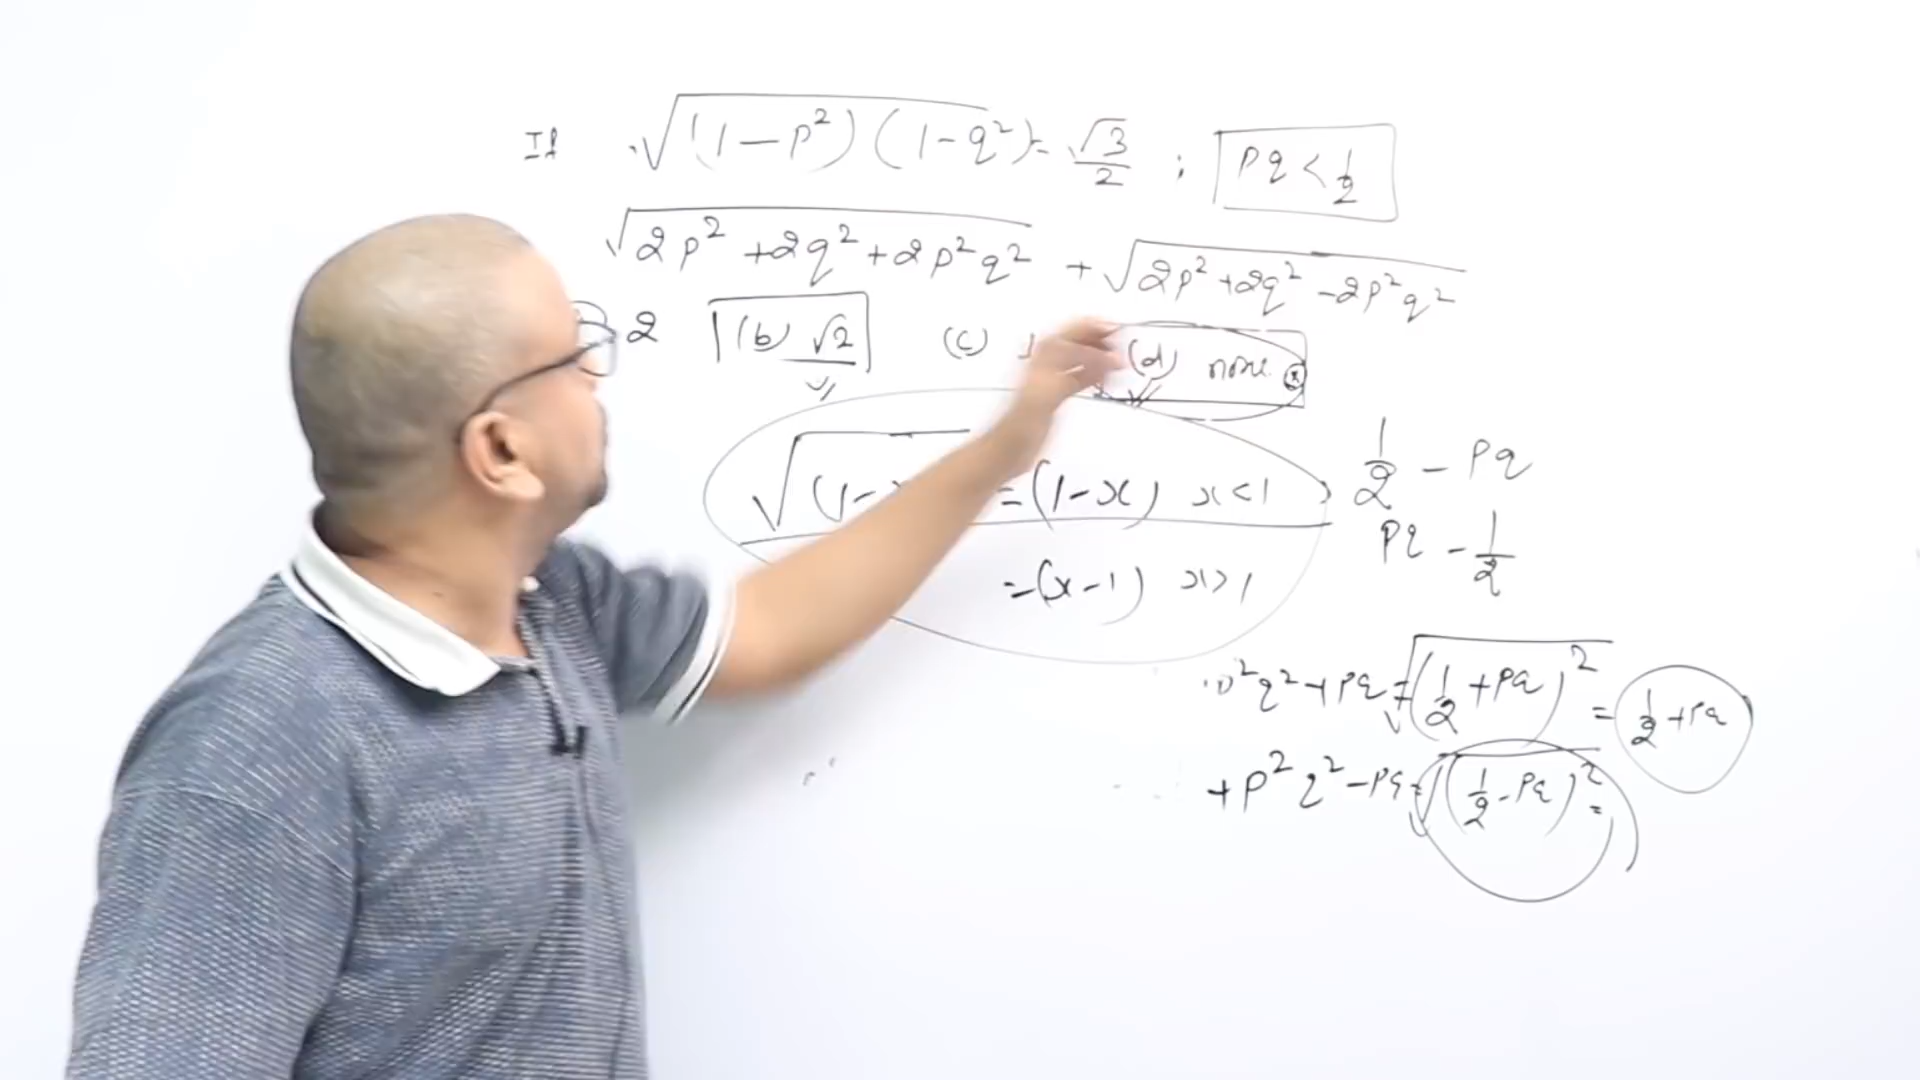 If √(1-p²)(1-q²) = √3/2 ; pq < 1/2
√2p²+2q²+2p²q² + √2p²+2q²-2p²q²
2 (b) √2 (c) (d) none
√(1- =(1-x) x<1
=(x-1) x>1
1/2 - pq
pq - 1/2
p²q²+pq = √(1/2+pq)² = 1/2+pq
+p²q²-pq = √(1/2-pq)² =